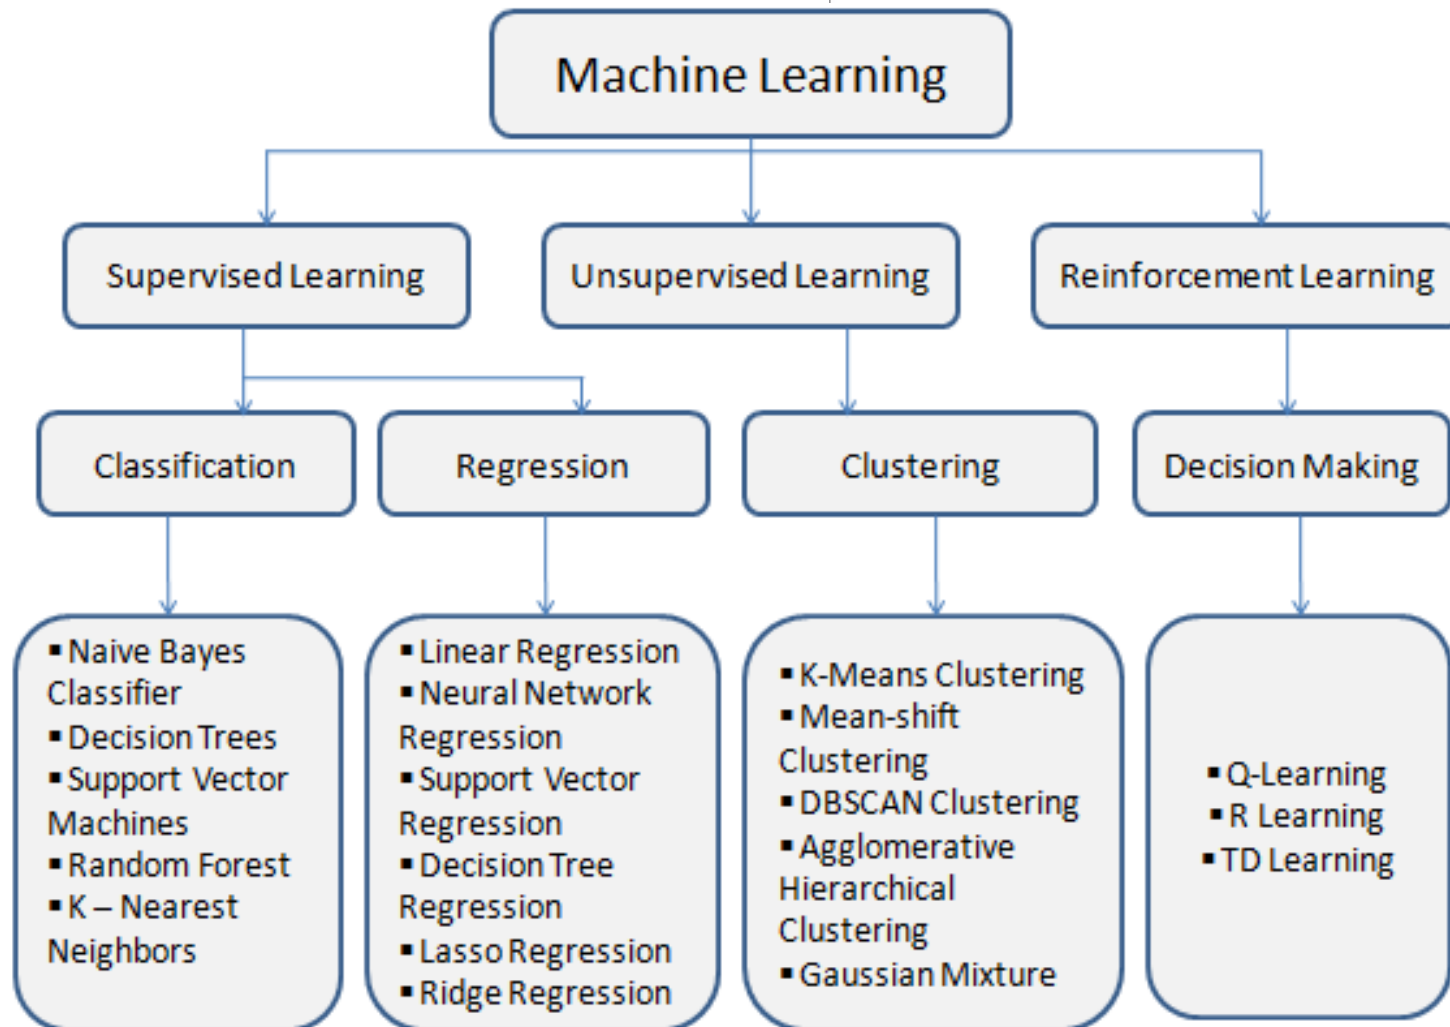 Machine Learning
Supervised Learning
Unsupervised Learning
Reinforcement Learning
Classification
Regression
Clustering
Decision Making
▪ Naive Bayes
Classifier
▪ Decision Trees
▪ Support Vector
Machines
▪ Random Forest
▪ K – Nearest
Neighbors
▪ Linear Regression
▪ Neural Network
Regression
▪ Support Vector
Regression
▪ Decision Tree
Regression
▪ Lasso Regression
▪ Ridge Regression
▪ K-Means Clustering
▪ Mean-shift
Clustering
▪ DBSCAN Clustering
▪ Agglomerative
Hierarchical
Clustering
▪ Gaussian Mixture
▪ Q-Learning
▪ R Learning
▪ TD Learning